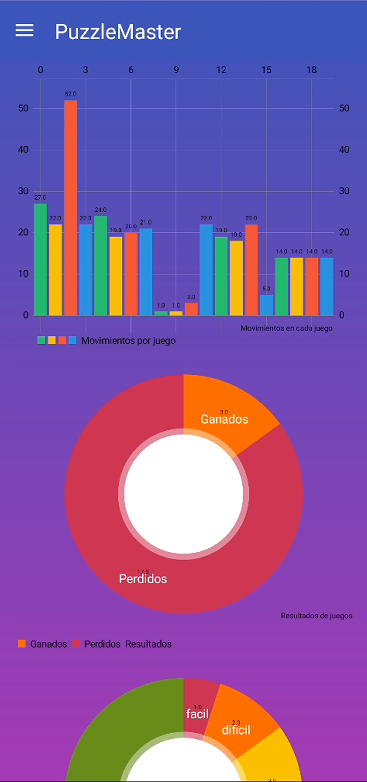 PuzzleMaster
0 3 6 9 12 15 18
50 50
40 40
30 30
20 20
10 10
0 0
27.0 22.0 52.0 22.0 24.0 19.0 20.0 21.0 1.0 1.0 3.0 22.0 19.0 18.0 22.0 5.0 14.0 14.0 14.0 14.0
Movimientos en cada juego
Movimientos por juego
3.0
Ganados
17.0
Perdidos
Resultados de juegos
Ganados Perdidos Resultados
1.0
facil
2.0
dificil